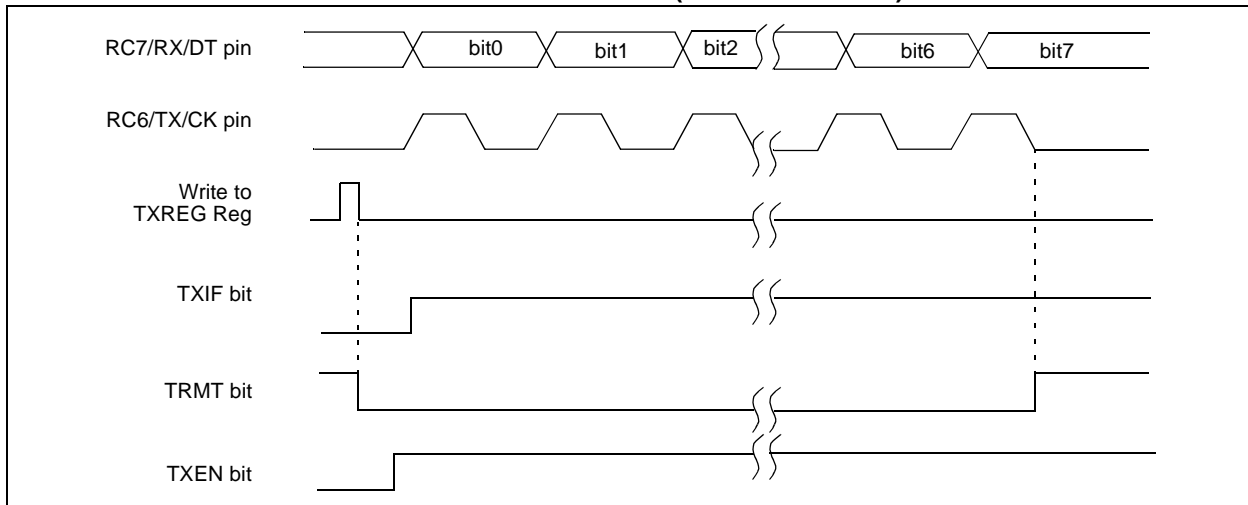 RC7/RX/DT pin
bit0 bit1 bit2 bit6 bit7
RC6/TX/CK pin
Write to
TXREG Reg
TXIF bit
TRMT bit
TXEN bit